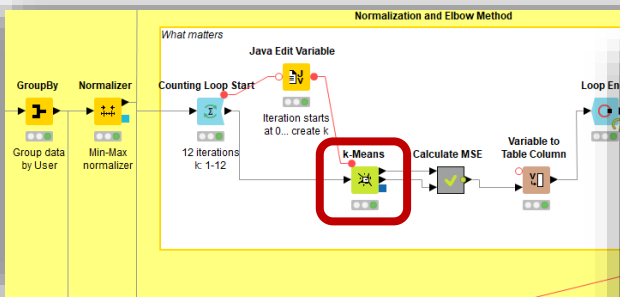 Normalization and Elbow Method
What matters
Java Edit Variable
GroupBy
Normalizer
Counting Loop Start
Loop En
Iteration starts
at 0... create k
Group data
by User
Min-Max
normalizer
12 iterations
k: 1-12
k-Means
Calculate MSE
Variable to
Table Column